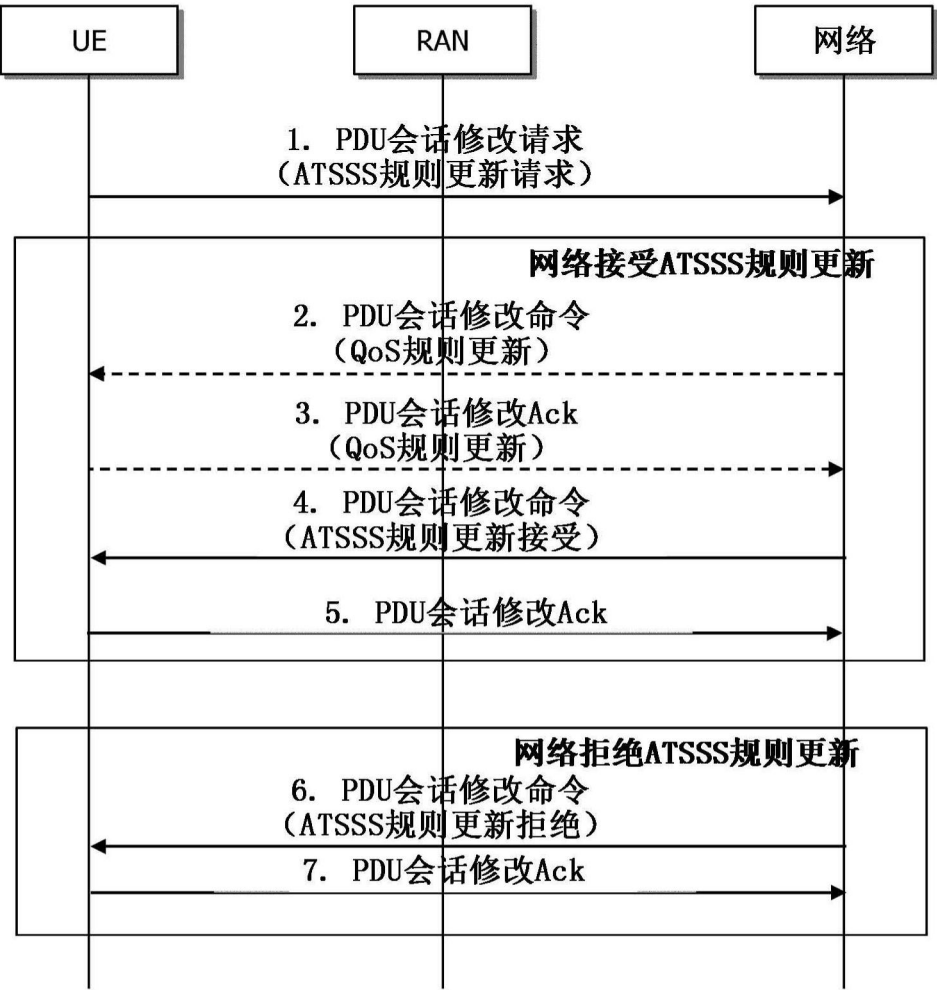 UE
RAN
网络
1. PDU会话修改请求
（ATSSS规则更新请求）
网络接受ATSSS规则更新
2. PDU会话修改命令
（QoS规则更新）
3. PDU会话修改Ack
（QoS规则更新）
4. PDU会话修改命令
（ATSSS规则更新接受）
5. PDU会话修改Ack
网络拒绝ATSSS规则更新
6. PDU会话修改命令
（ATSSS规则更新拒绝）
7. PDU会话修改Ack